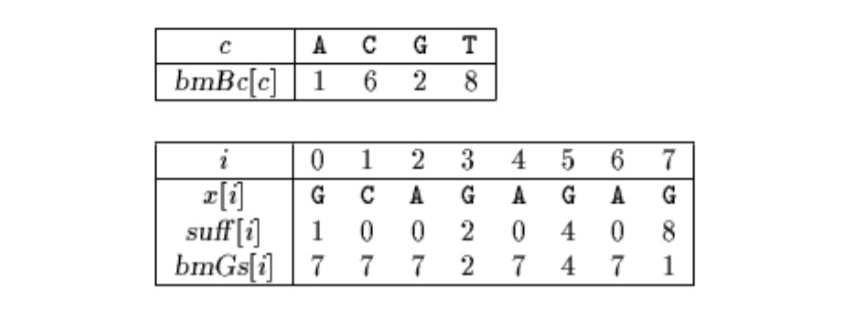 c A C G T
bmBc[c] 1 6 2 8
i 0 1 2 3 4 5 6 7
x[i] G C A G A G A G
suff[i] 1 0 0 2 0 4 0 8
bmGs[i] 7 7 7 2 7 4 7 1